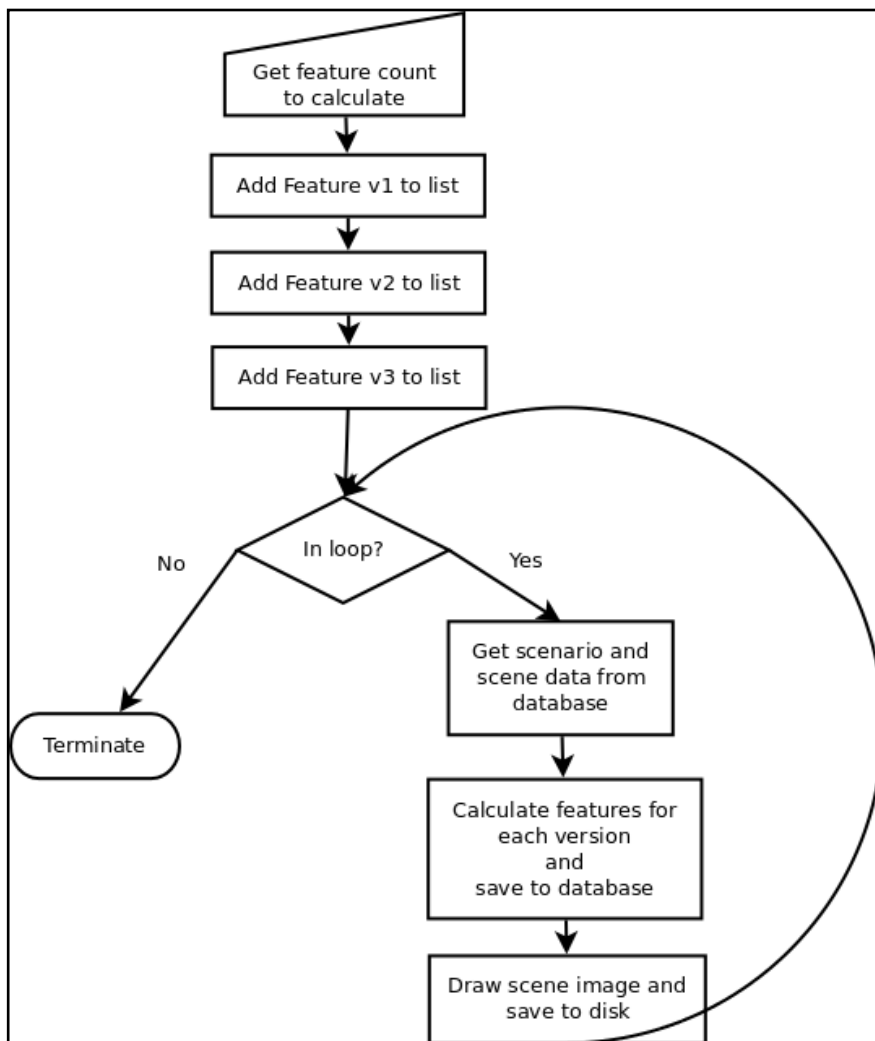 Get feature count
to calculate
Add Feature v1 to list
Add Feature v2 to list
Add Feature v3 to list
In loop?
No
Yes
Get scenario and
scene data from
database
Terminate
Calculate features for
each version
and
save to database
Draw scene image and
save to disk